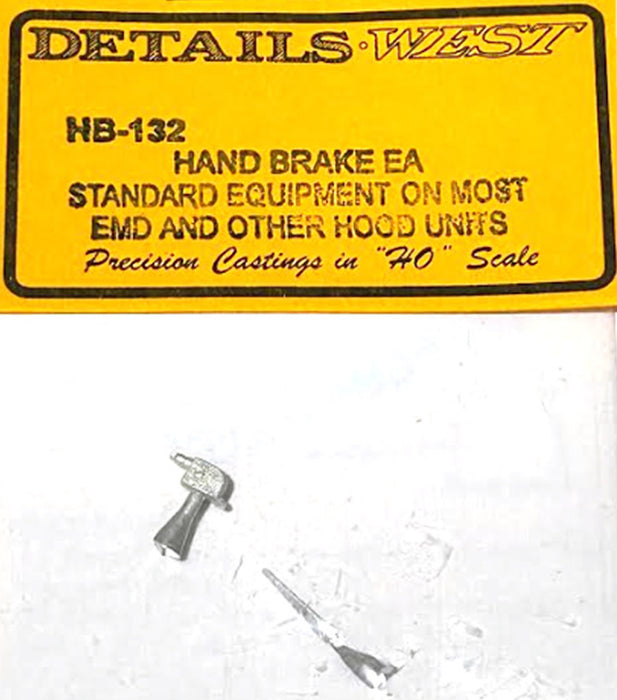 DETAILS·WEST
HB-132
HAND BRAKE EA
STANDARD EQUIPMENT ON MOST
EMD AND OTHER HOOD UNITS
Precision Castings in "HO" Scale